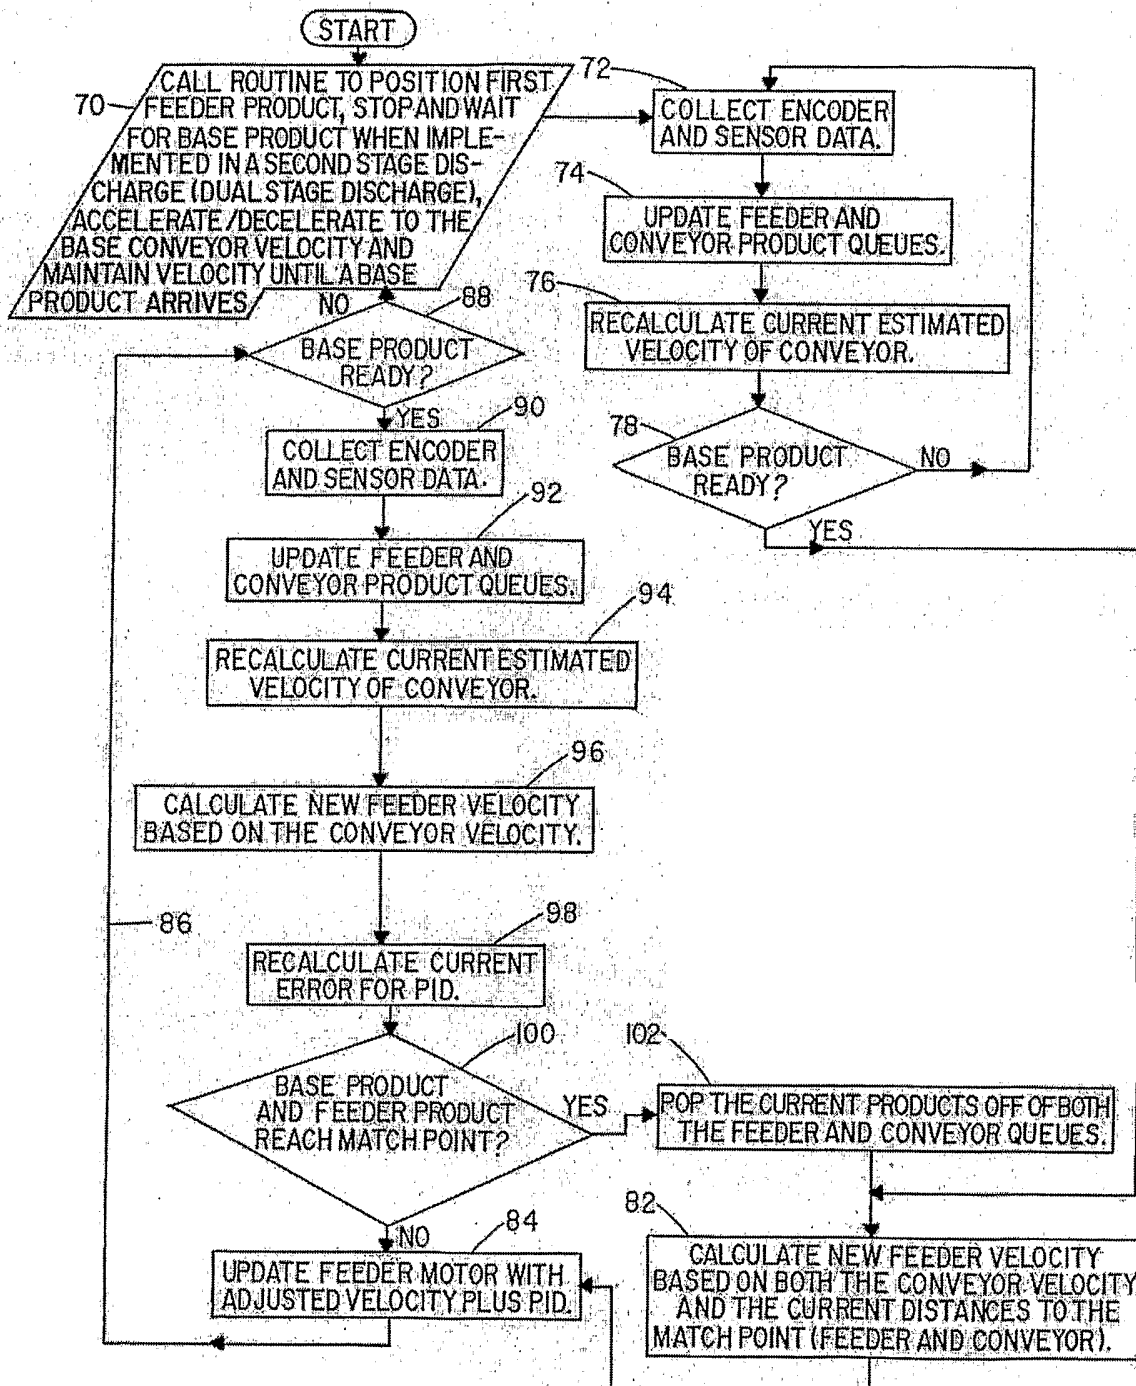 START
CALL ROUTINE TO POSITION FIRST
70
FEEDER PRODUCT, STOP AND WAIT
FOR BASE PRODUCT WHEN IMPLE-
MENTED IN A SECOND STAGE DIS-
CHARGE (DUAL STAGE DISCHARGE),
ACCELERATE/DECELERATE TO THE
BASE CONVEYOR VELOCITY AND
MAINTAIN VELOCITY UNTIL A BASE
PRODUCT ARRIVES
72
COLLECT ENCODER
AND SENSOR DATA.
74
UPDATE FEEDER AND
CONVEYOR PRODUCT QUEUES.
76
RECALCULATE CURRENT ESTIMATED
VELOCITY OF CONVEYOR.
78
BASE PRODUCT
READY?
NO
YES
NO
88
BASE PRODUCT
READY?
YES
90
COLLECT ENCODER
AND SENSOR DATA.
92
UPDATE FEEDER AND
CONVEYOR PRODUCT QUEUES.
94
RECALCULATE CURRENT ESTIMATED
VELOCITY OF CONVEYOR.
96
CALCULATE NEW FEEDER VELOCITY
BASED ON THE CONVEYOR VELOCITY.
86
98
RECALCULATE CURRENT
ERROR FOR PID.
100
BASE PRODUCT
AND FEEDER PRODUCT
REACH MATCH POINT?
YES
102
POP THE CURRENT PRODUCTS OFF OF BOTH
THE FEEDER AND CONVEYOR QUEUES.
NO
84
UPDATE FEEDER MOTOR WITH
ADJUSTED VELOCITY PLUS PID.
82
CALCULATE NEW FEEDER VELOCITY
BASED ON BOTH THE CONVEYOR VELOCITY
AND THE CURRENT DISTANCES TO THE
MATCH POINT (FEEDER AND CONVEYOR).